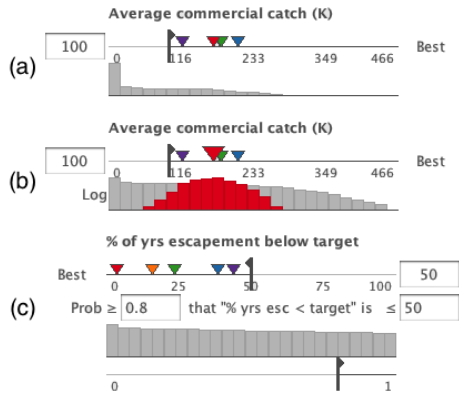 Average commercial catch (K)
(a) 100 Best
0 116 233 349 466
Average commercial catch (K)
(b) 100 Best
0 116 233 349 466
Log
% of yrs escapement below target
Best 50
0 25 50 75 100
(c) Prob ≥ 0.8 that "% yrs esc < target" is ≤ 50
0 1